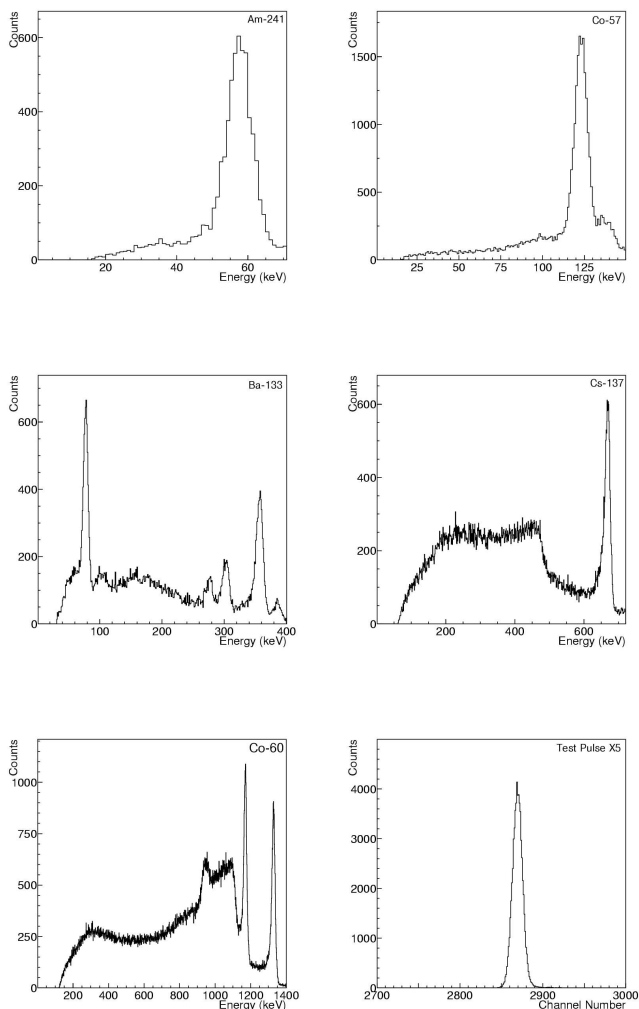 Am-241
Counts
600
400
200
0
20
40
60
Energy (keV)
Co-57
Counts
1500
1000
500
0
25
50
75
100
125
Energy (keV)
Ba-133
Counts
600
400
200
0
100
200
300
400
Energy (keV)
Cs-137
Counts
600
400
200
0
200
400
600
Energy (keV)
Co-60
Counts
1000
750
500
250
0
200
400
600
800
1000
1200
1400
Energy (keV)
Test Pulse X5
Counts
4000
3000
2000
1000
0
2700
2800
2900
3000
Channel Number